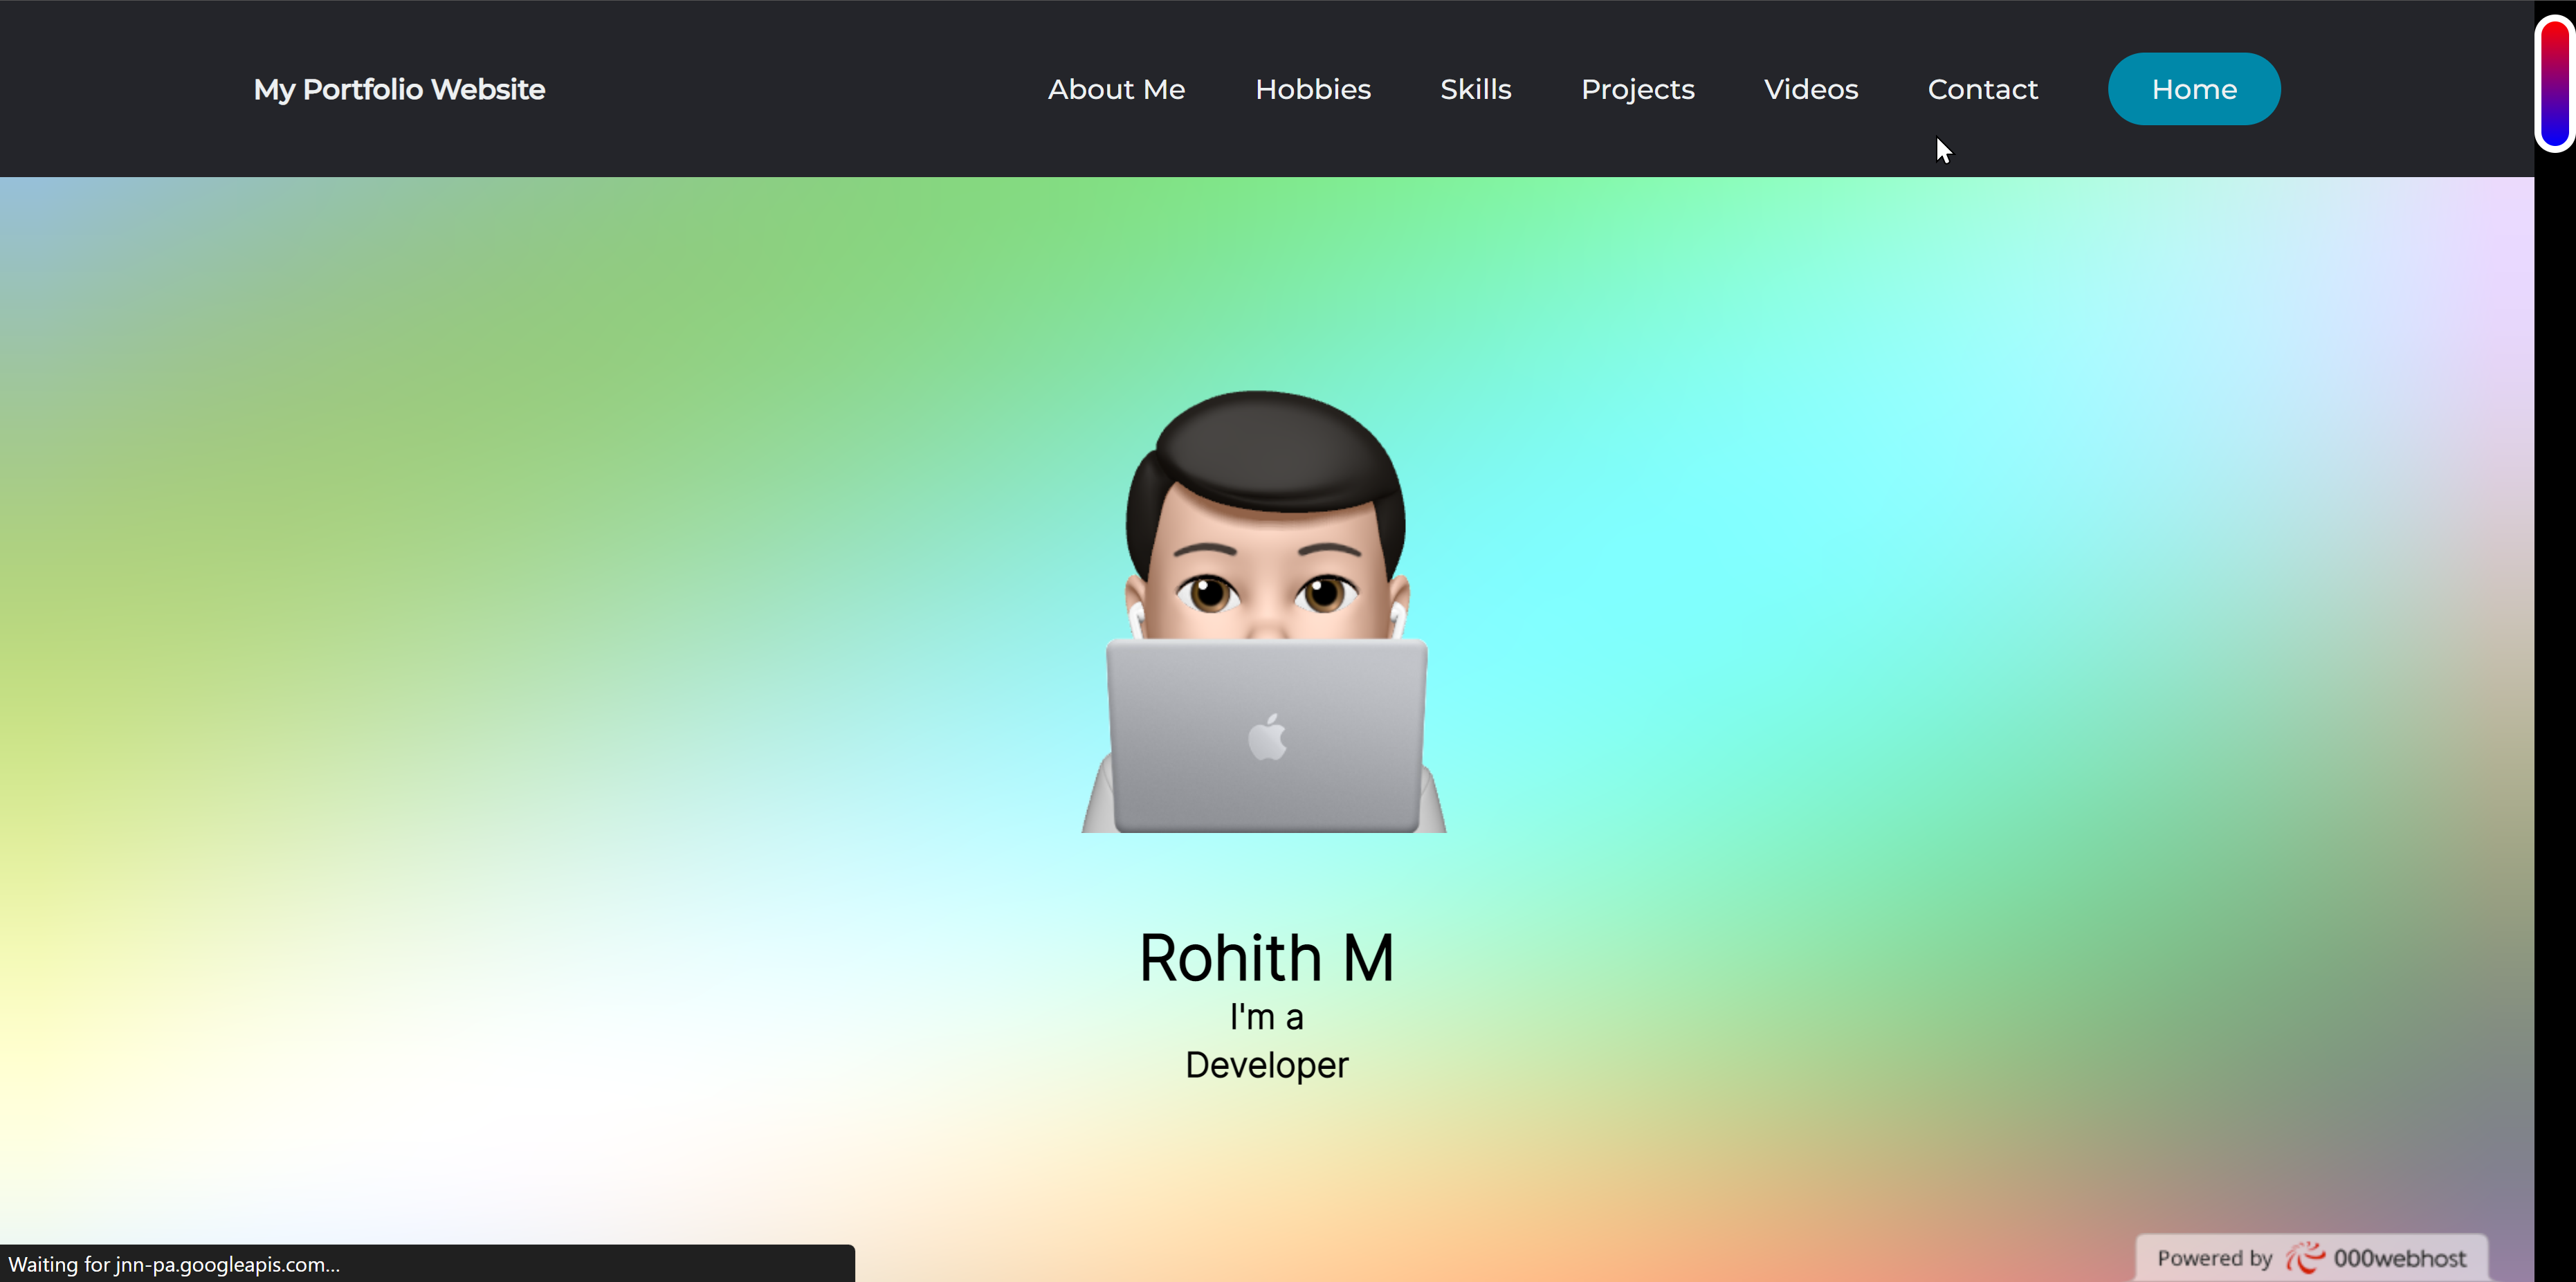 My Portfolio Website
About Me Hobbies Skills Projects Videos Contact Home
Rohith M
I'm a
Developer
Waiting for jnn-pa.googleapis.com...
Powered by 000webhost